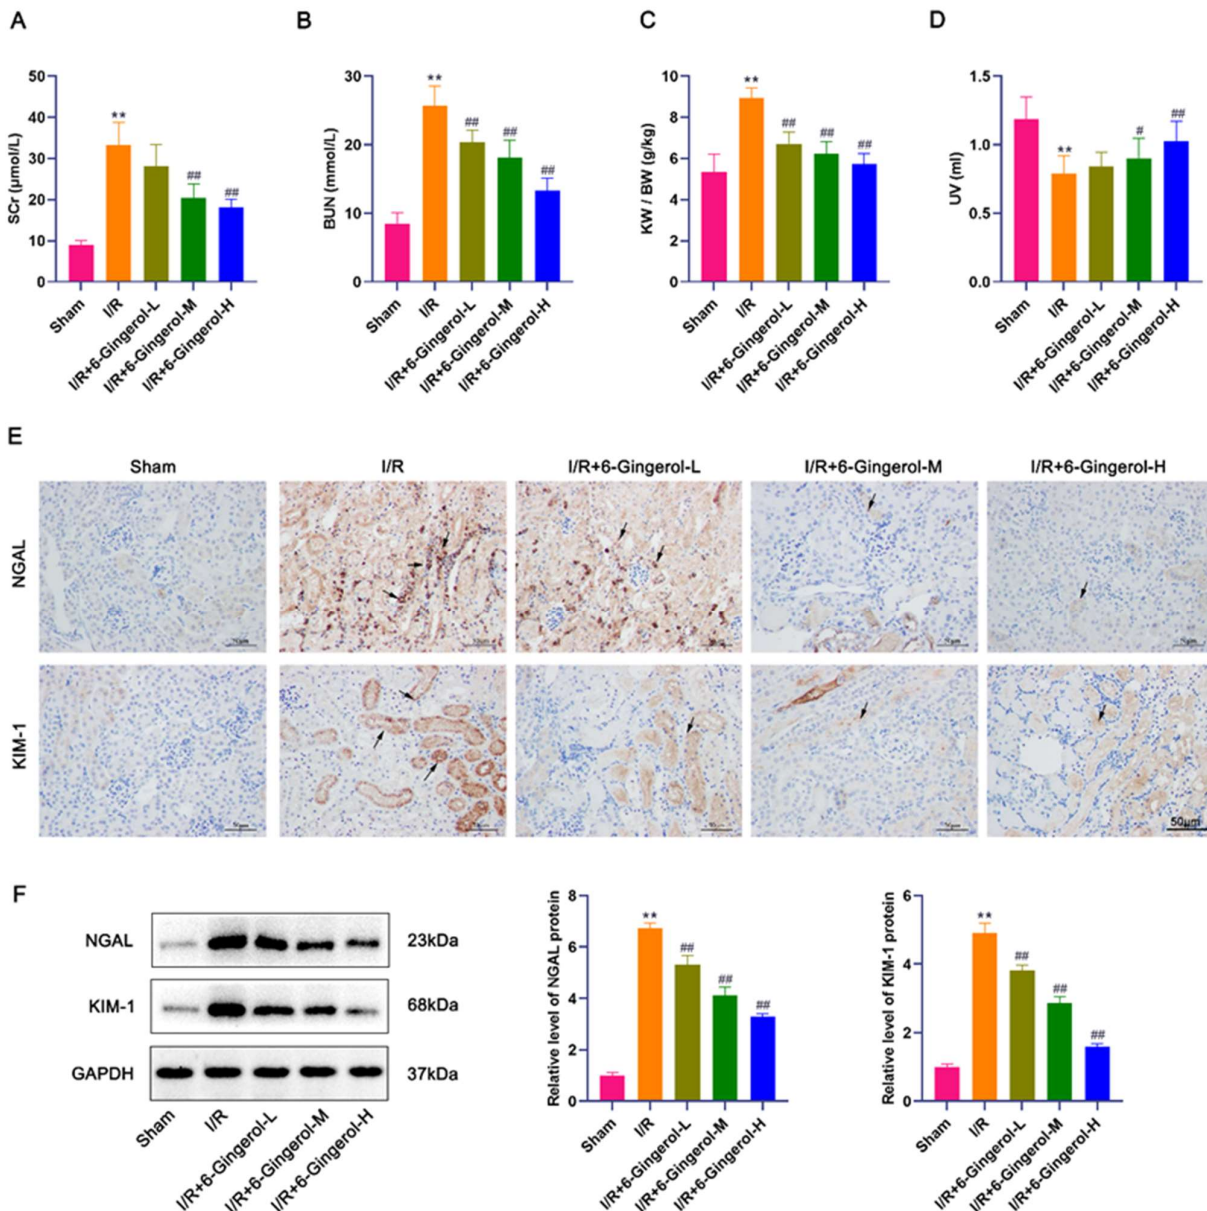 A
B
C
D
SCr (μmol/L)
50
40
30
20
10
0
**
##
##
Sham
I/R
I/R+6-Gingerol-L
I/R+6-Gingerol-M
I/R+6-Gingerol-H
BUN (mmol/L)
30
20
10
0
**
##
##
##
Sham
I/R
I/R+6-Gingerol-L
I/R+6-Gingerol-M
I/R+6-Gingerol-H
KW / BW (g/kg)
10
8
6
4
2
0
**
##
##
##
Sham
I/R
I/R+6-Gingerol-L
I/R+6-Gingerol-M
I/R+6-Gingerol-H
UV (ml)
1.5
1.0
0.5
0.0
**
#
##
Sham
I/R
I/R+6-Gingerol-L
I/R+6-Gingerol-M
I/R+6-Gingerol-H
E
Sham
I/R
I/R+6-Gingerol-L
I/R+6-Gingerol-M
I/R+6-Gingerol-H
NGAL
KIM-1
50μm
F
NGAL
23kDa
KIM-1
68kDa
GAPDH
37kDa
Sham
I/R
I/R+6-Gingerol-L
I/R+6-Gingerol-M
I/R+6-Gingerol-H
Relative level of NGAL protein
8
6
4
2
0
**
##
##
##
Sham
I/R
I/R+6-Gingerol-L
I/R+6-Gingerol-M
I/R+6-Gingerol-H
Relative level of KIM-1 protein
6
4
2
0
**
##
##
##
Sham
I/R
I/R+6-Gingerol-L
I/R+6-Gingerol-M
I/R+6-Gingerol-H